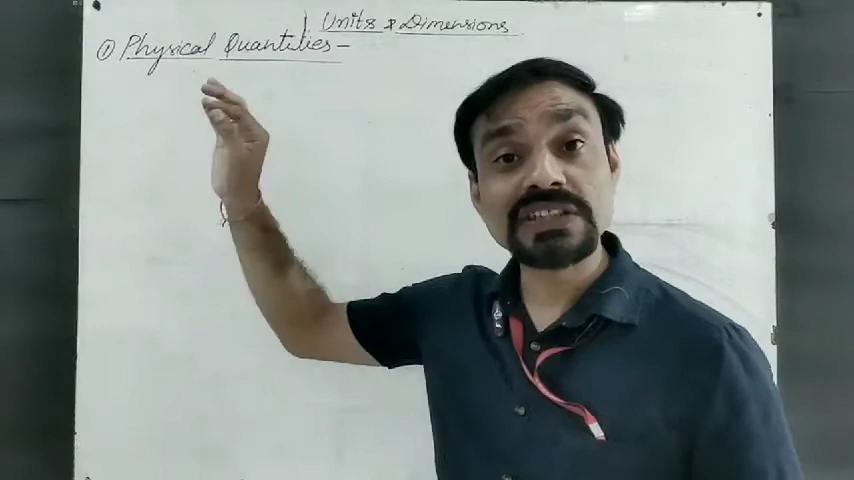 Units & Dimensions
① Physical Quantities –